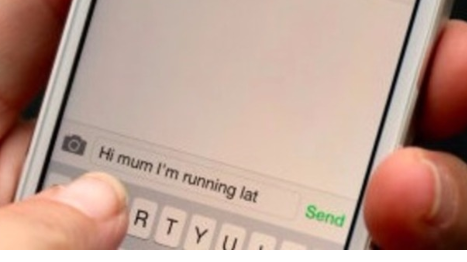 Hi mum I'm running lat
Send
R T Y U